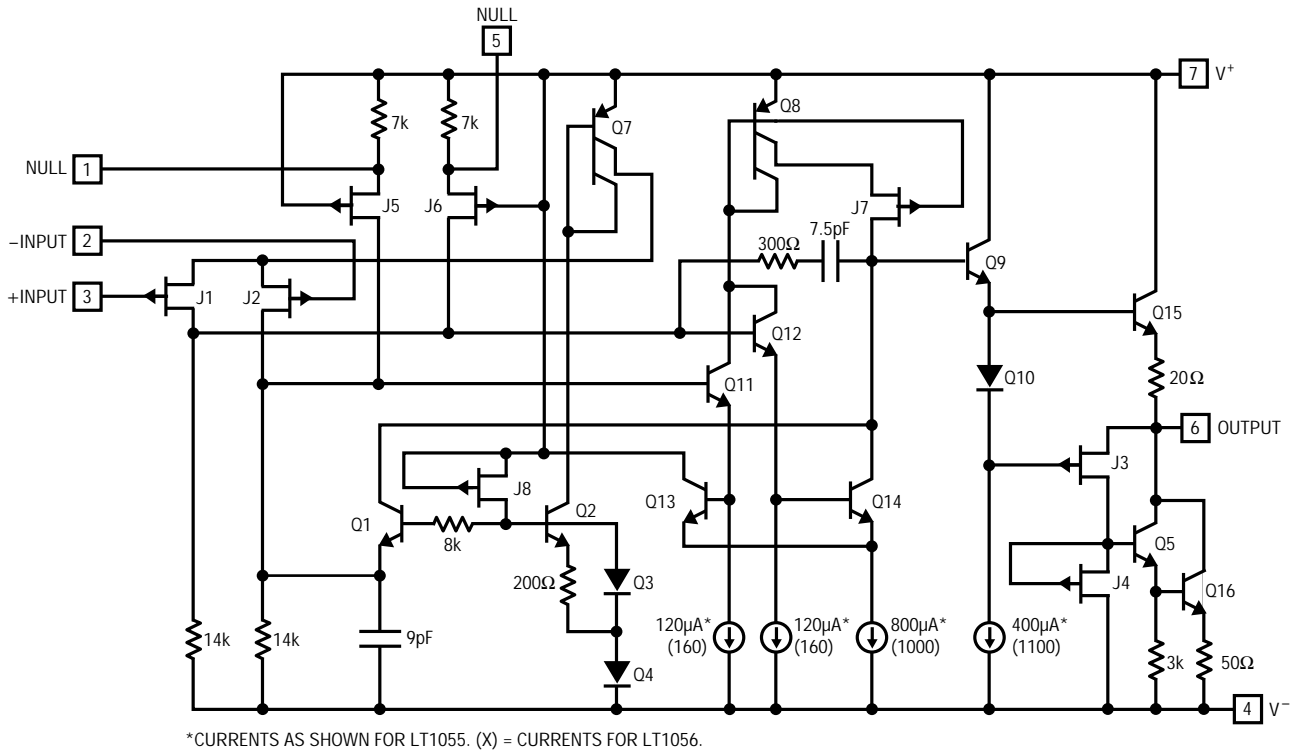 NULL
5
7 V+
Q7
Q8
7k
7k
NULL 1
J5
J6
J7
–INPUT 2
7.5pF
300Ω
Q9
+INPUT 3
J1
J2
Q15
Q12
Q11
Q10
20Ω
6 OUTPUT
J3
J8
Q13
Q14
Q1
Q2
8k
Q5
200Ω
Q3
J4
Q16
14k
14k
9pF
120µA*
(160)
120µA*
(160)
800µA*
(1000)
400µA*
(1100)
Q4
3k
50Ω
4 V–
*CURRENTS AS SHOWN FOR LT1055. (X) = CURRENTS FOR LT1056.